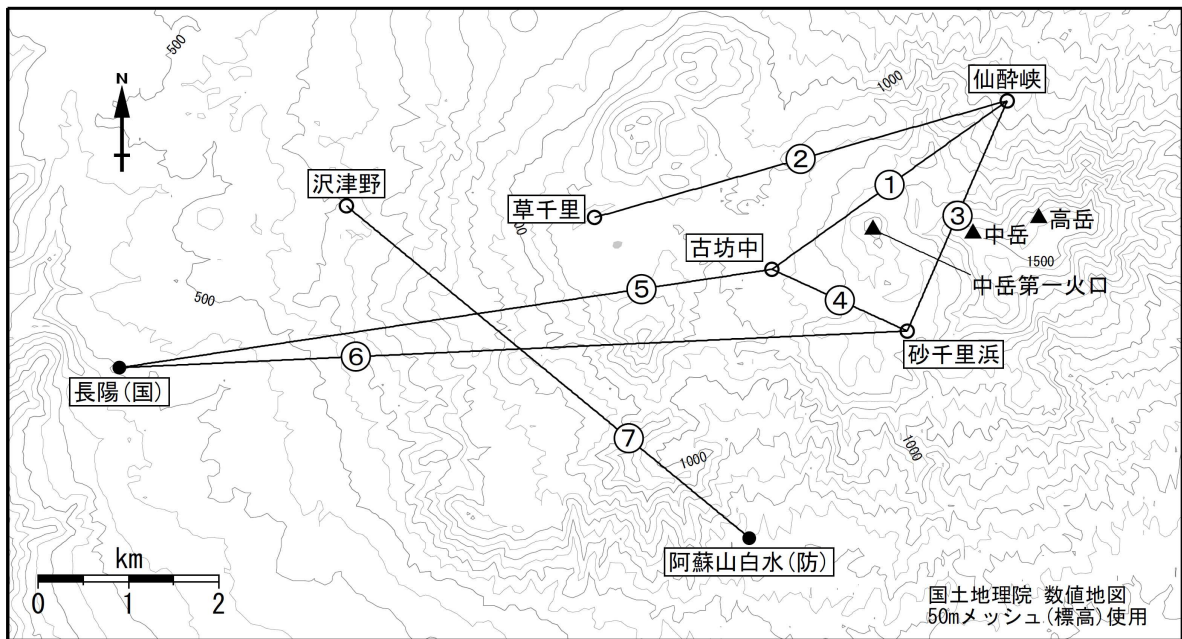 500
N
1000
仙酔峡
沢津野
②
①
草千里
③
高岳
中岳
古坊中
1500
中岳第一火口
⑤
④
500
砂千里浜
⑥
長陽(国)
⑦
1000
1000
km
0 1 2
阿蘇山白水(防)
国土地理院 数値地図
50mメッシュ(標高)使用